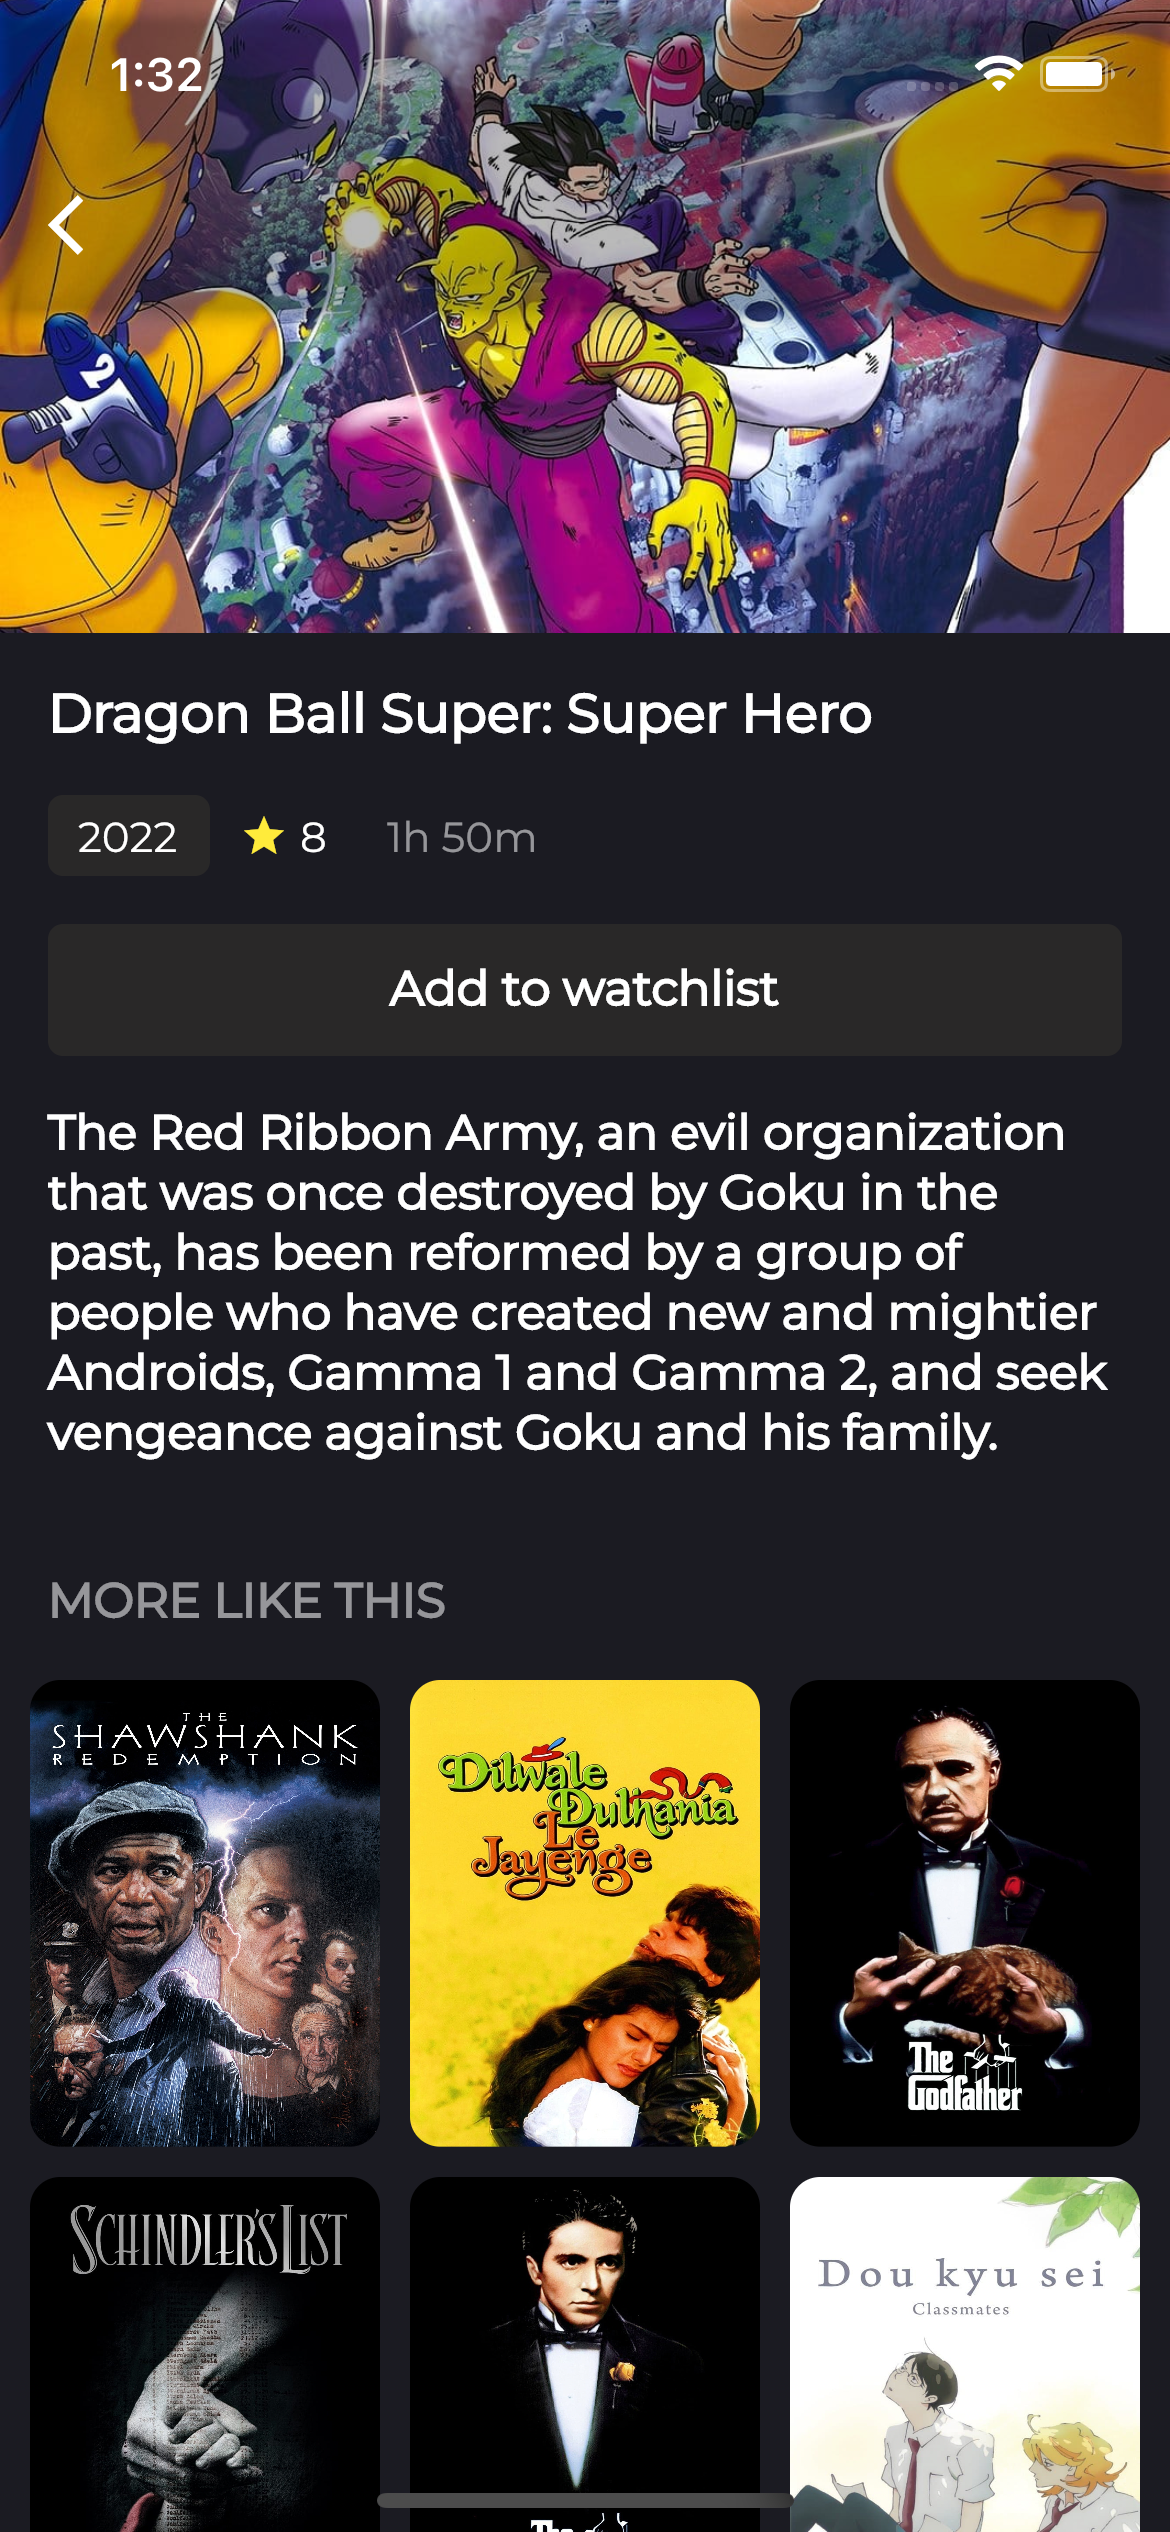 1:32
2
Dragon Ball Super: Super Hero
2022
8
1h 50m
Add to watchlist
The Red Ribbon Army, an evil organization
that was once destroyed by Goku in the
past, has been reformed by a group of
people who have created new and mightier
Androids, Gamma 1 and Gamma 2, and seek
vengeance against Goku and his family.
MORE LIKE THIS
THE
SHAWSHANK
REDEMPTION
Dilwale
Dulhania
Le
Jayenge
The
Godfather
SCHINDLER'S LIST
The
Dou kyu sei
Classmates